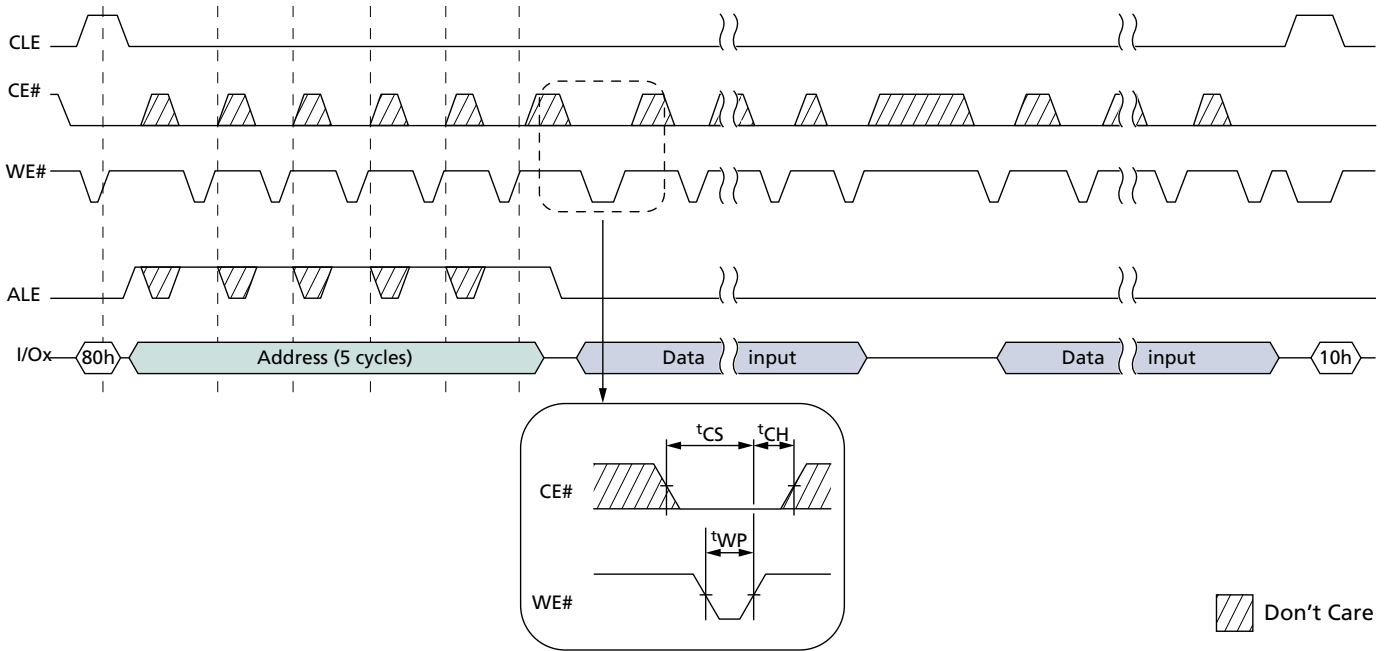 CLE
CE#
WE#
ALE
I/Ox 80h Address (5 cycles) Data input Data input 10h
tCS tCH
CE#
tWP
WE#
Don't Care